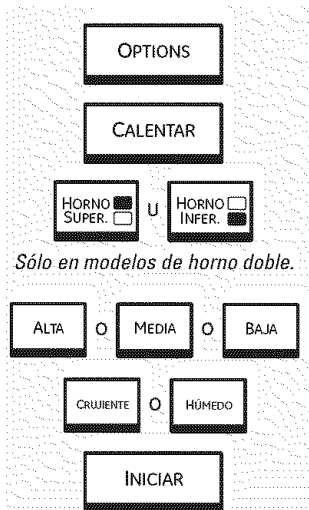 OPTIONS
CALENTAR
HORNO SUPER. U HORNO INFER.
Sólo en modelos de horno doble.
ALTA O MEDIA O BAJA
CRUJIENTE O HÚMEDO
INICIAR